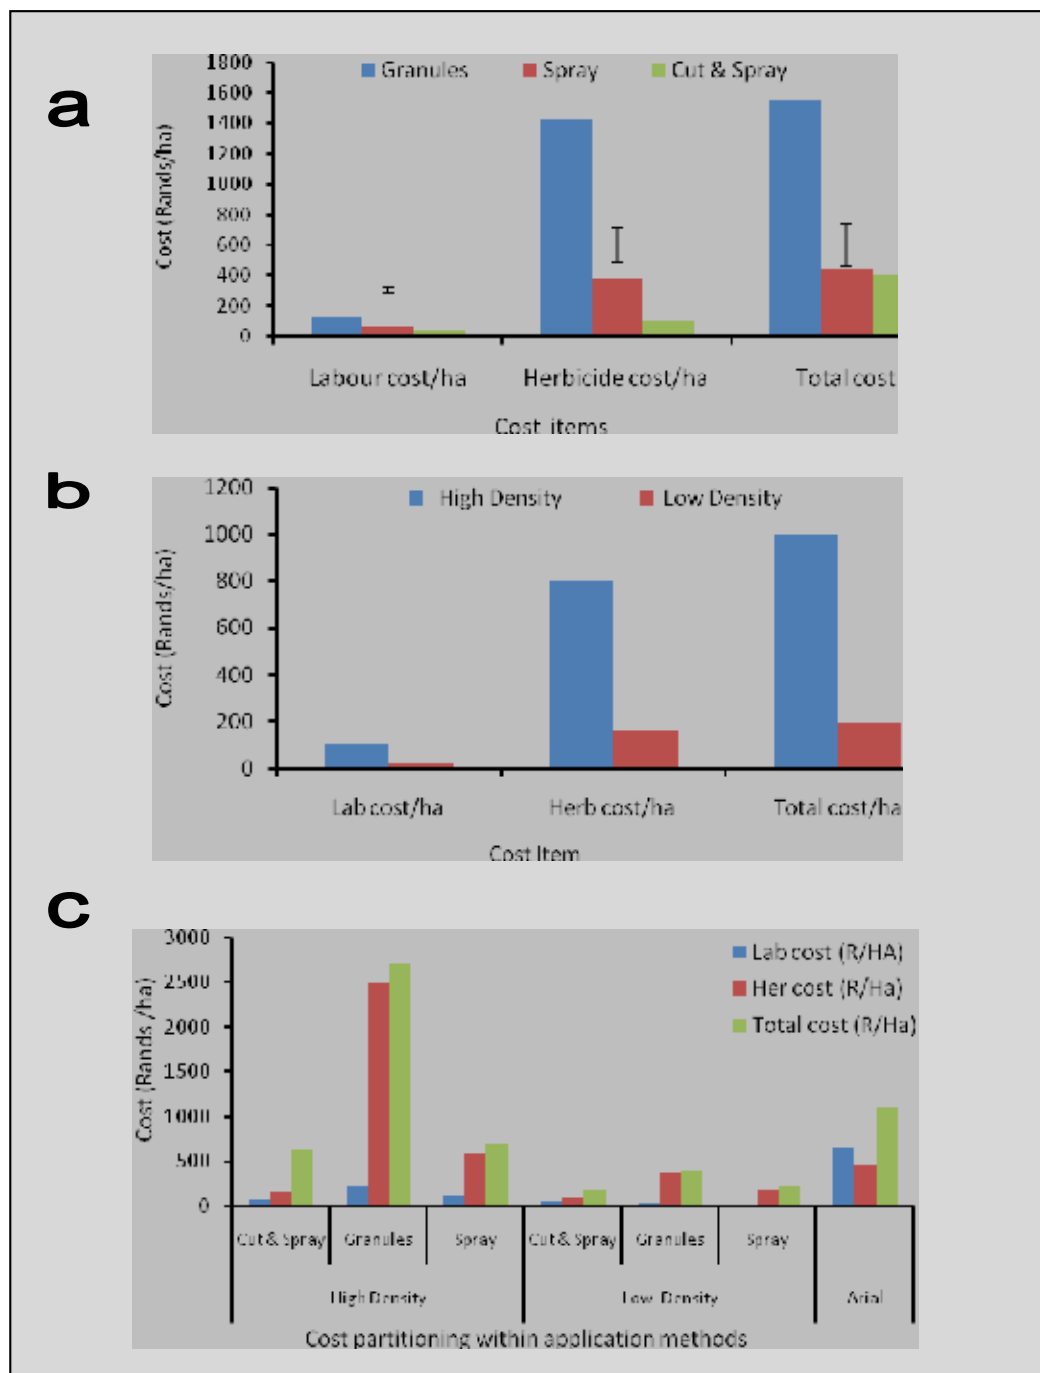 a
1800
1600
1400
1200
1000
800
600
400
200
0
Cost (Rands/ha)
Granules Spray Cut & Spray
Labour cost/ha Herbicide cost/ha Total cost
Cost items
b
1200
1000
800
600
400
200
0
Cost (Rands/ha)
High Density Low Density
Lab cost/ha Herb cost/ha Total cost/ha
Cost Item
c
3000
2500
2000
1500
1000
500
0
Cost (Rands /ha)
Lab cost (R/HA)
Her cost (R/Ha)
Total cost (R/Ha)
Cut & Spray Granules Spray Cut & Spray Granules Spray
High Density Low Density Arial
Cost partitioning within application methods